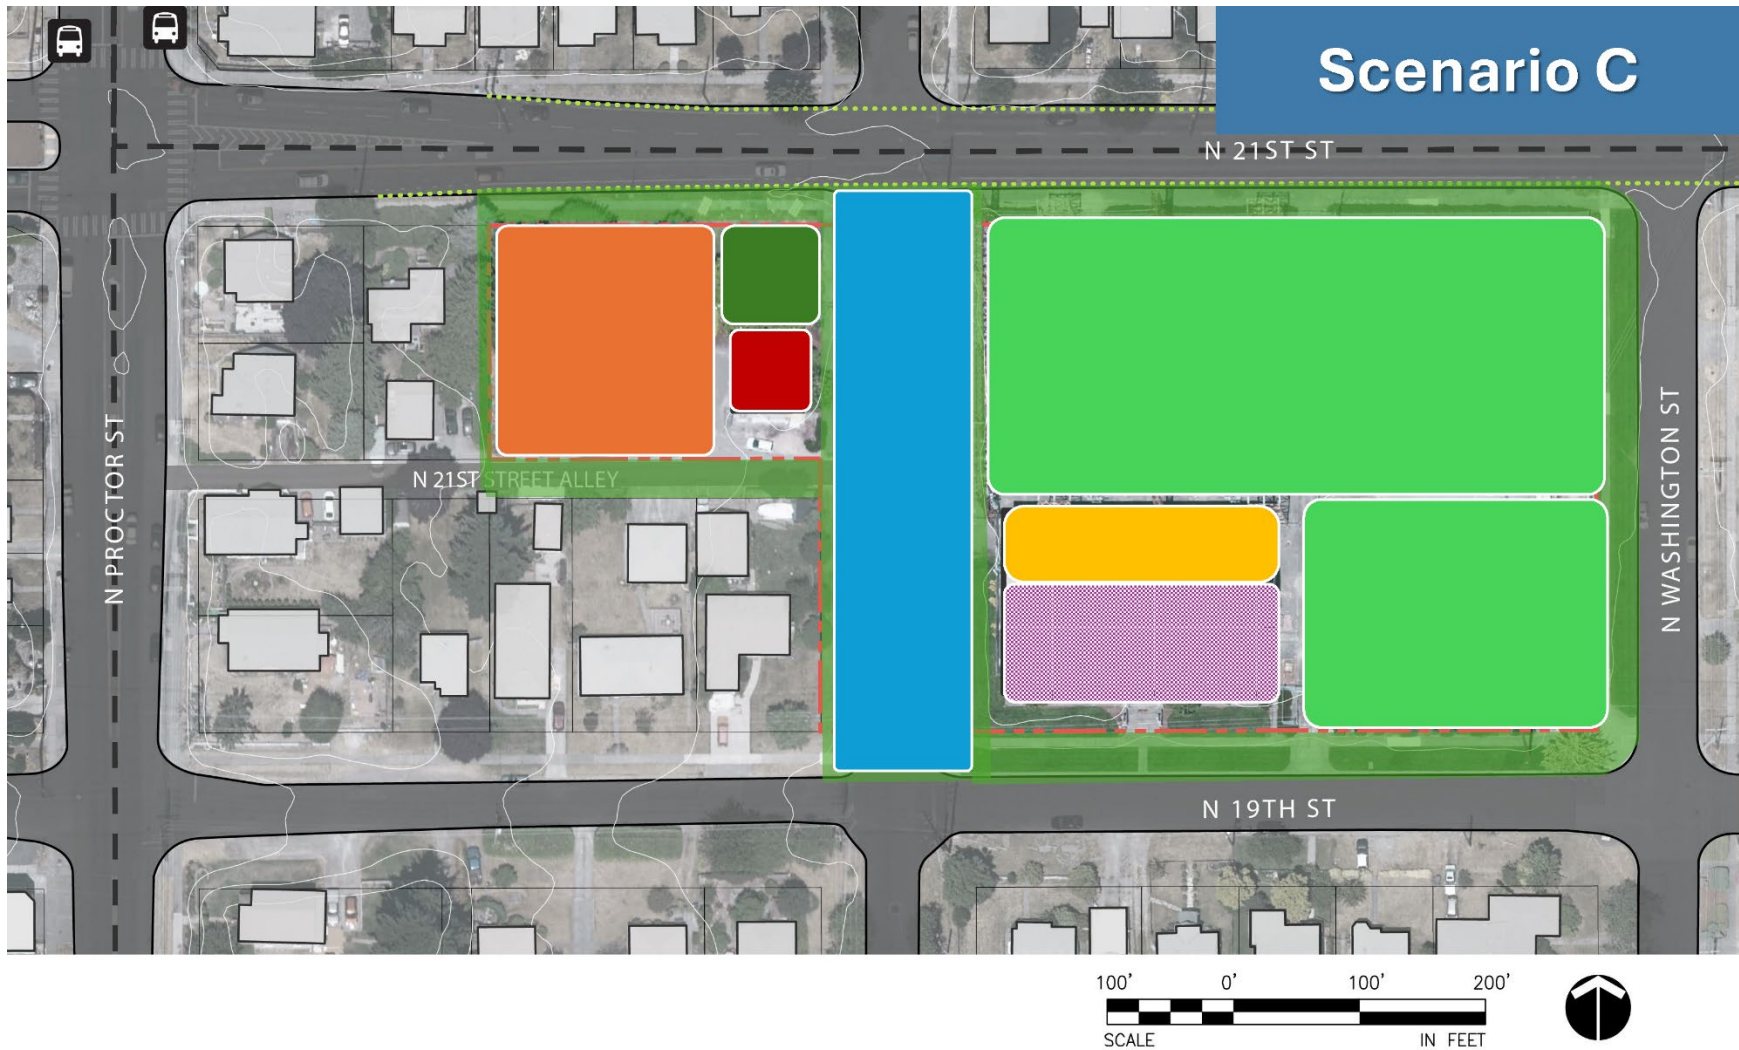 Scenario C
N 21ST ST
N PROCTOR ST
N 21ST STREET ALLEY
N WASHINGTON ST
N 19TH ST
100' 0' 100' 200'
SCALE IN FEET